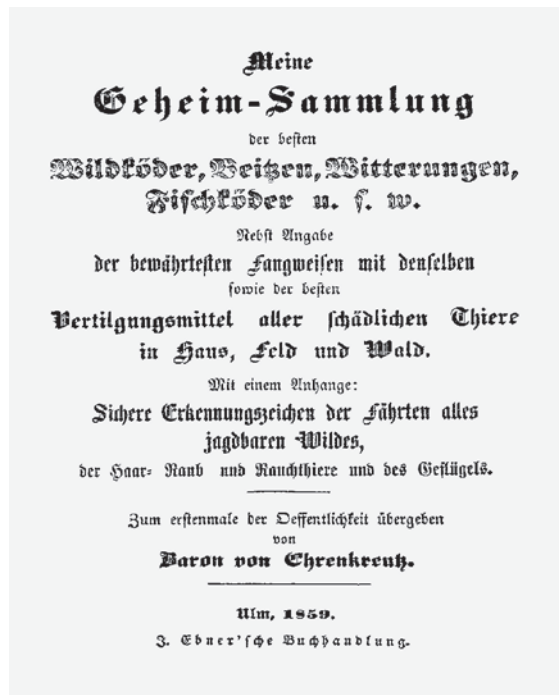 Meine
Geheim-Sammlung
der besten
Wildköder, Beitzen, Witterungen,
Fischköder u. s. w.
Nebst Angabe
der bewährtesten Fangweisen mit denselben
sowie der besten
Vertilgungsmittel aller schädlichen Thiere
in Haus, Feld und Wald.
Mit einem Anhange:
Sichere Erkennungszeichen der Fährten alles
jagdbaren Wildes,
der Haar- Raub und Rauchthiere und des Geflügels.
Zum erstenmale der Oeffentlichkeit übergeben
von
Baron von Ehrenkreutz.
Ulm, 1859.
J. Ebner'sche Buchhandlung.